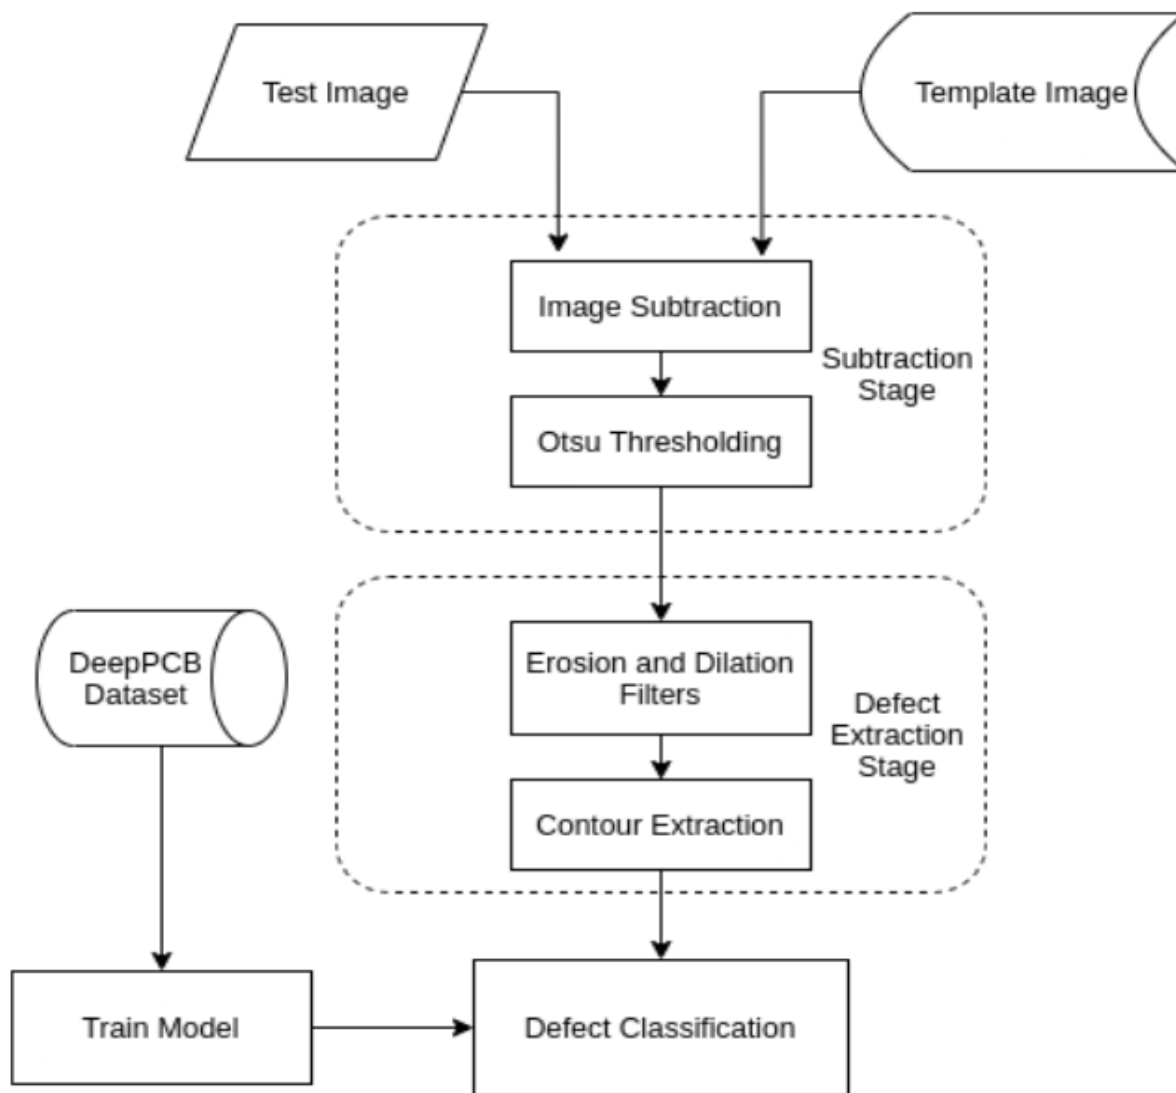 Test Image
Template Image
Image Subtraction
Subtraction
Stage
Otsu Thresholding
DeepPCB
Dataset
Erosion and Dilation
Filters
Defect
Extraction
Stage
Contour Extraction
Train Model
Defect Classification